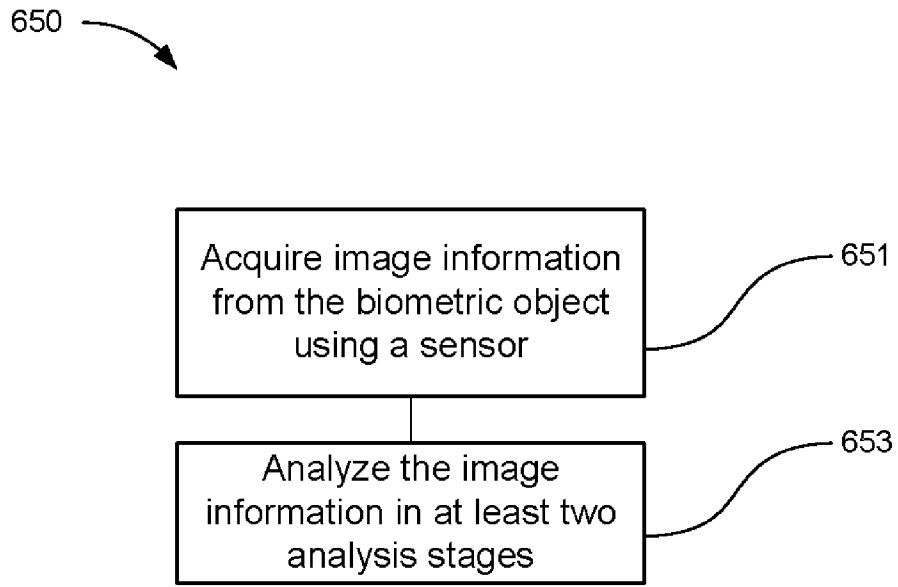 650
Acquire image information
from the biometric object
using a sensor
651
Analyze the image
information in at least two
analysis stages
653